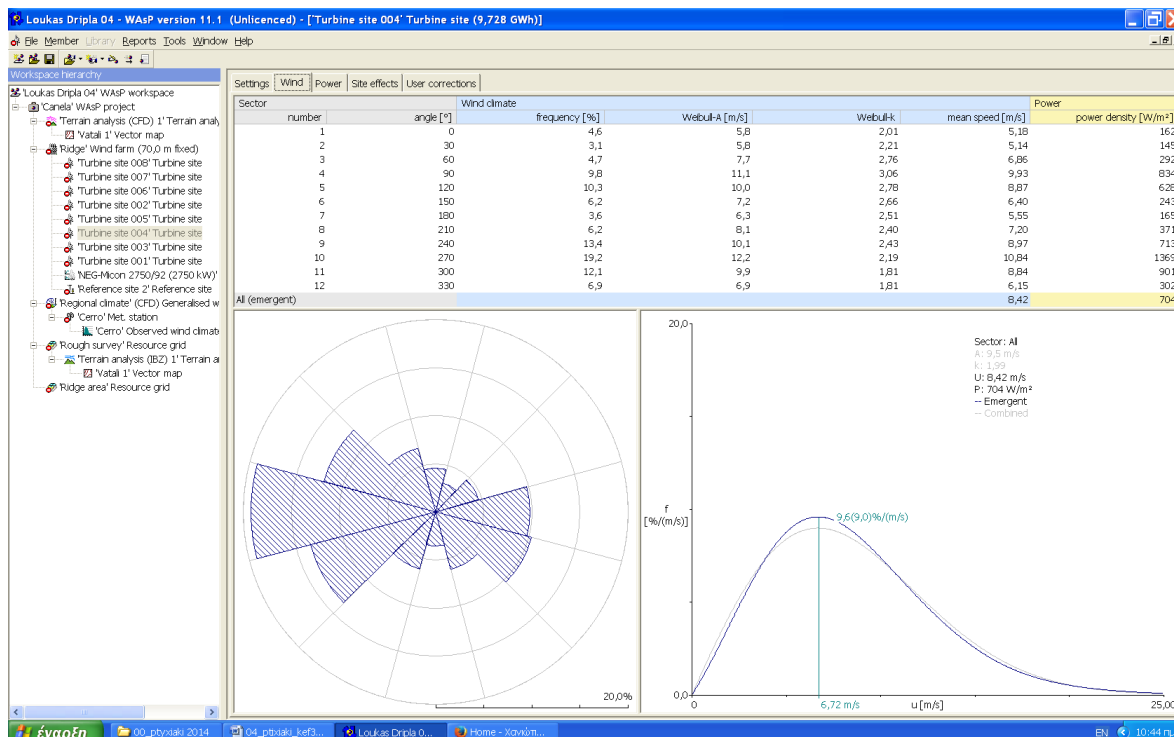 Loukas Dripla 04 - WAsP version 11.1 (Unlicenced) - ['Turbine site 004' Turbine site (9,728 GWh)]
File Member Library Reports Tools Window Help
Workspace hierarchy
'Loukas Dripla 04' WAsP workspace
'Canela' WAsP project
'Terrain analysis (CFD) 1' Terrain analy
'Vatali 1' Vector map
'Ridge' Wind farm (70,0 m fixed)
'Turbine site 008' Turbine site
'Turbine site 007' Turbine site
'Turbine site 006' Turbine site
'Turbine site 002' Turbine site
'Turbine site 005' Turbine site
'Turbine site 004' Turbine site
'Turbine site 003' Turbine site
'Turbine site 001' Turbine site
'NEG-Micon 2750/92 (2750 kW)'
'Reference site 2' Reference site
'Regional climate' (CFD) Generalised w
'Cerro' Met. station
'Cerro' Observed wind climate
'Rough survey' Resource grid
'Terrain analysis (IBZ) 1' Terrain a
'Vatali 1' Vector map
'Ridge area' Resource grid
Settings Wind Power Site effects User corrections
Sector Wind climate Power
number angle [°] frequency [%] Weibull-A [m/s] Weibull-k mean speed [m/s] power density [W/m²]
1 0 4,6 5,8 2,01 5,18 162
2 30 3,1 5,8 2,21 5,14 145
3 60 4,7 7,7 2,76 6,86 292
4 90 9,8 11,1 3,06 9,93 834
5 120 10,3 10,0 2,78 8,87 628
6 150 6,2 7,2 2,66 6,40 243
7 180 3,6 6,3 2,51 5,55 165
8 210 6,2 8,1 2,40 7,20 371
9 240 13,4 10,1 2,43 8,97 713
10 270 19,2 12,2 2,19 10,84 1369
11 300 12,1 9,9 1,81 8,84 901
12 330 6,9 6,9 1,81 6,15 302
All (emergent) 8,42 704
20,0%
20,0
Sector: All
A: 9,5 m/s
k: 1,99
U: 8,42 m/s
P: 704 W/m²
-- Emergent
-- Combined
f
[%/(m/s)]
9,6(9,0)%/(m/s)
0,0
0 6,72 m/s u [m/s] 25,00
έναρξη 00_ptyxiaki 2014 04_ptixiaki_kef3... Loukas Dripla 0... Home - Χανιώτ... EN 10:44 πμ